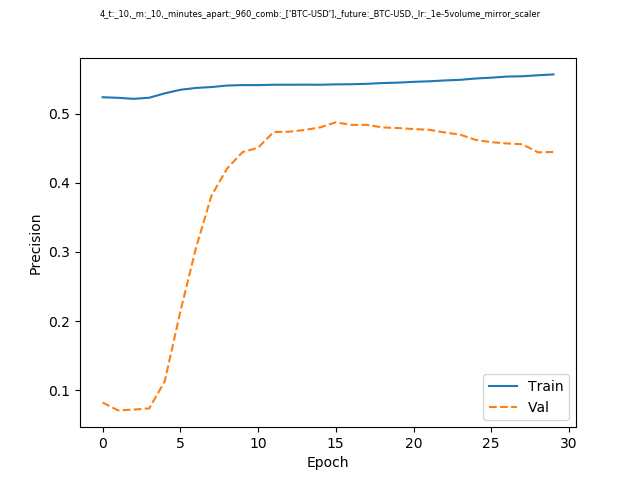 4_t:_10,_m:_10,_minutes_apart:_960_comb:_['BTC-USD'],_future:_BTC-USD,_lr:_1e-5volume_mirror_scaler
Precision
0.5
0.4
0.3
0.2
0.1
0 5 10 15 20 25 30
Epoch
Train
Val